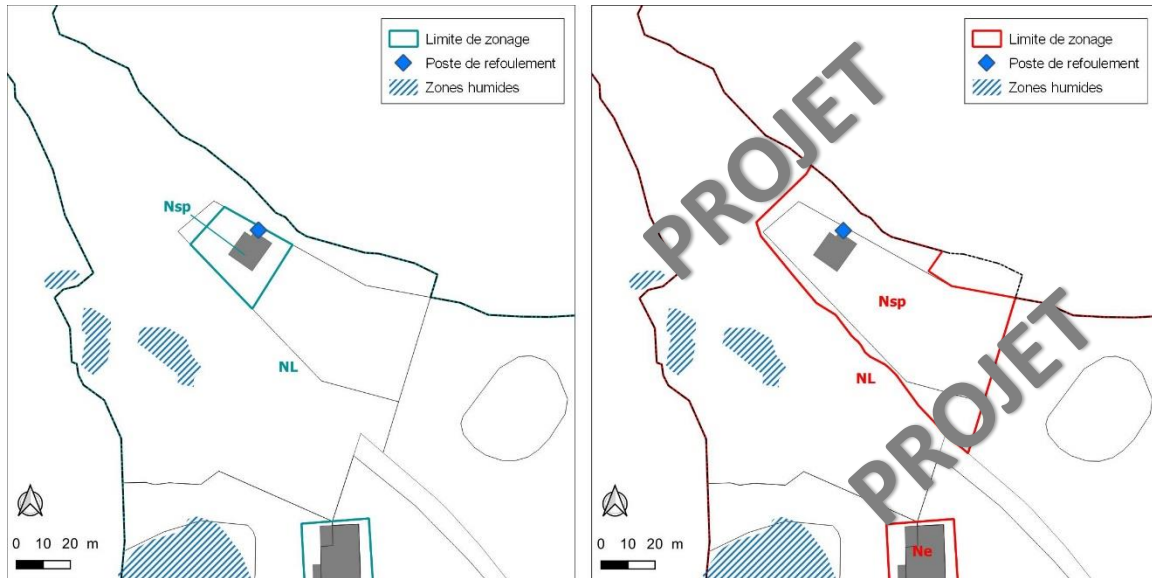 Limite de zonage
Poste de refoulement
Zones humides
Nsp
NL
0 10 20 m
Limite de zonage
Poste de refoulement
Zones humides
PROJET
Nsp
NL
PROJET
Ne
0 10 20 m